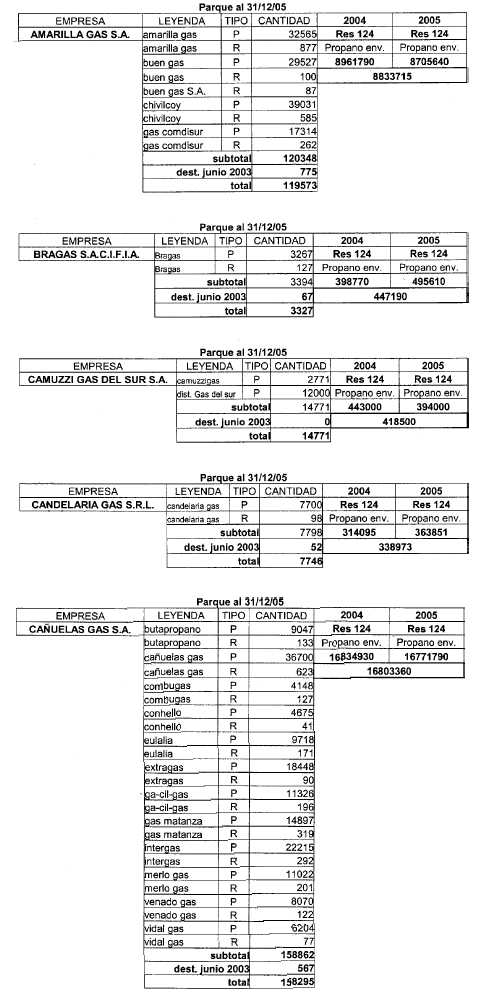 Parque al 31/12/05
EMPRESA LEYENDA TIPO CANTIDAD 2004 2005
AMARILLA GAS S.A. amarilla gas P 32565 Res 124 Res 124
amarilla gas R 877 Propano env. Propano env.
buen gas P 29527 8961790 8705640
buen gas R 100 8833715
buen gas S.A. R 87
chivilcoy P 39031
chivilcoy R 585
gas comdisur P 17314
gas comdisur R 262
subtotal 120348
dest. junio 2003 775
total 119573
Parque al 31/12/05
EMPRESA LEYENDA TIPO CANTIDAD 2004 2005
BRAGAS S.A.C.I.F.I.A. Bragas P 3267 Res 124 Res 124
Bragas R 127 Propano env. Propano env.
subtotal 3394 398770 495610
dest. junio 2003 67 447190
total 3327
Parque al 31/12/05
EMPRESA LEYENDA TIPO CANTIDAD 2004 2005
CAMUZZI GAS DEL SUR S.A. camuzzigas P 2771 Res 124 Res 124
dist. Gas del sur P 12000 Propano env. Propano env.
subtotal 14771 443000 394000
dest. junio 2003 0 418500
total 14771
Parque al 31/12/05
EMPRESA LEYENDA TIPO CANTIDAD 2004 2005
CANDELARIA GAS S.R.L. candelaria gas P 7700 Res 124 Res 124
candelaria gas R 98 Propano env. Propano env.
subtotal 7798 314095 363851
dest. junio 2003 52 338973
total 7746
Parque al 31/12/05
EMPRESA LEYENDA TIPO CANTIDAD 2004 2005
CAÑUELAS GAS S.A. butapropano P 9047 Res 124 Res 124
butapropano R 133 Propano env. Propano env.
cañuelas gas P 36700 16834930 16771790
cañuelas gas R 623 16803360
combugas P 4148
combugas R 127
conhello P 4675
conhello R 41
eulalia P 9718
eulalia R 171
extragas P 18448
extragas R 90
ga-cil-gas P 11326
ga-cil-gas R 196
gas matanza P 14897
gas matanza R 319
intergas P 22215
intergas R 292
merlo gas P 11022
merlo gas R 201
venado gas P 8070
venado gas R 122
vidal gas P 6204
vidal gas R 77
subtotal 158862
dest. junio 2003 567
total 158295